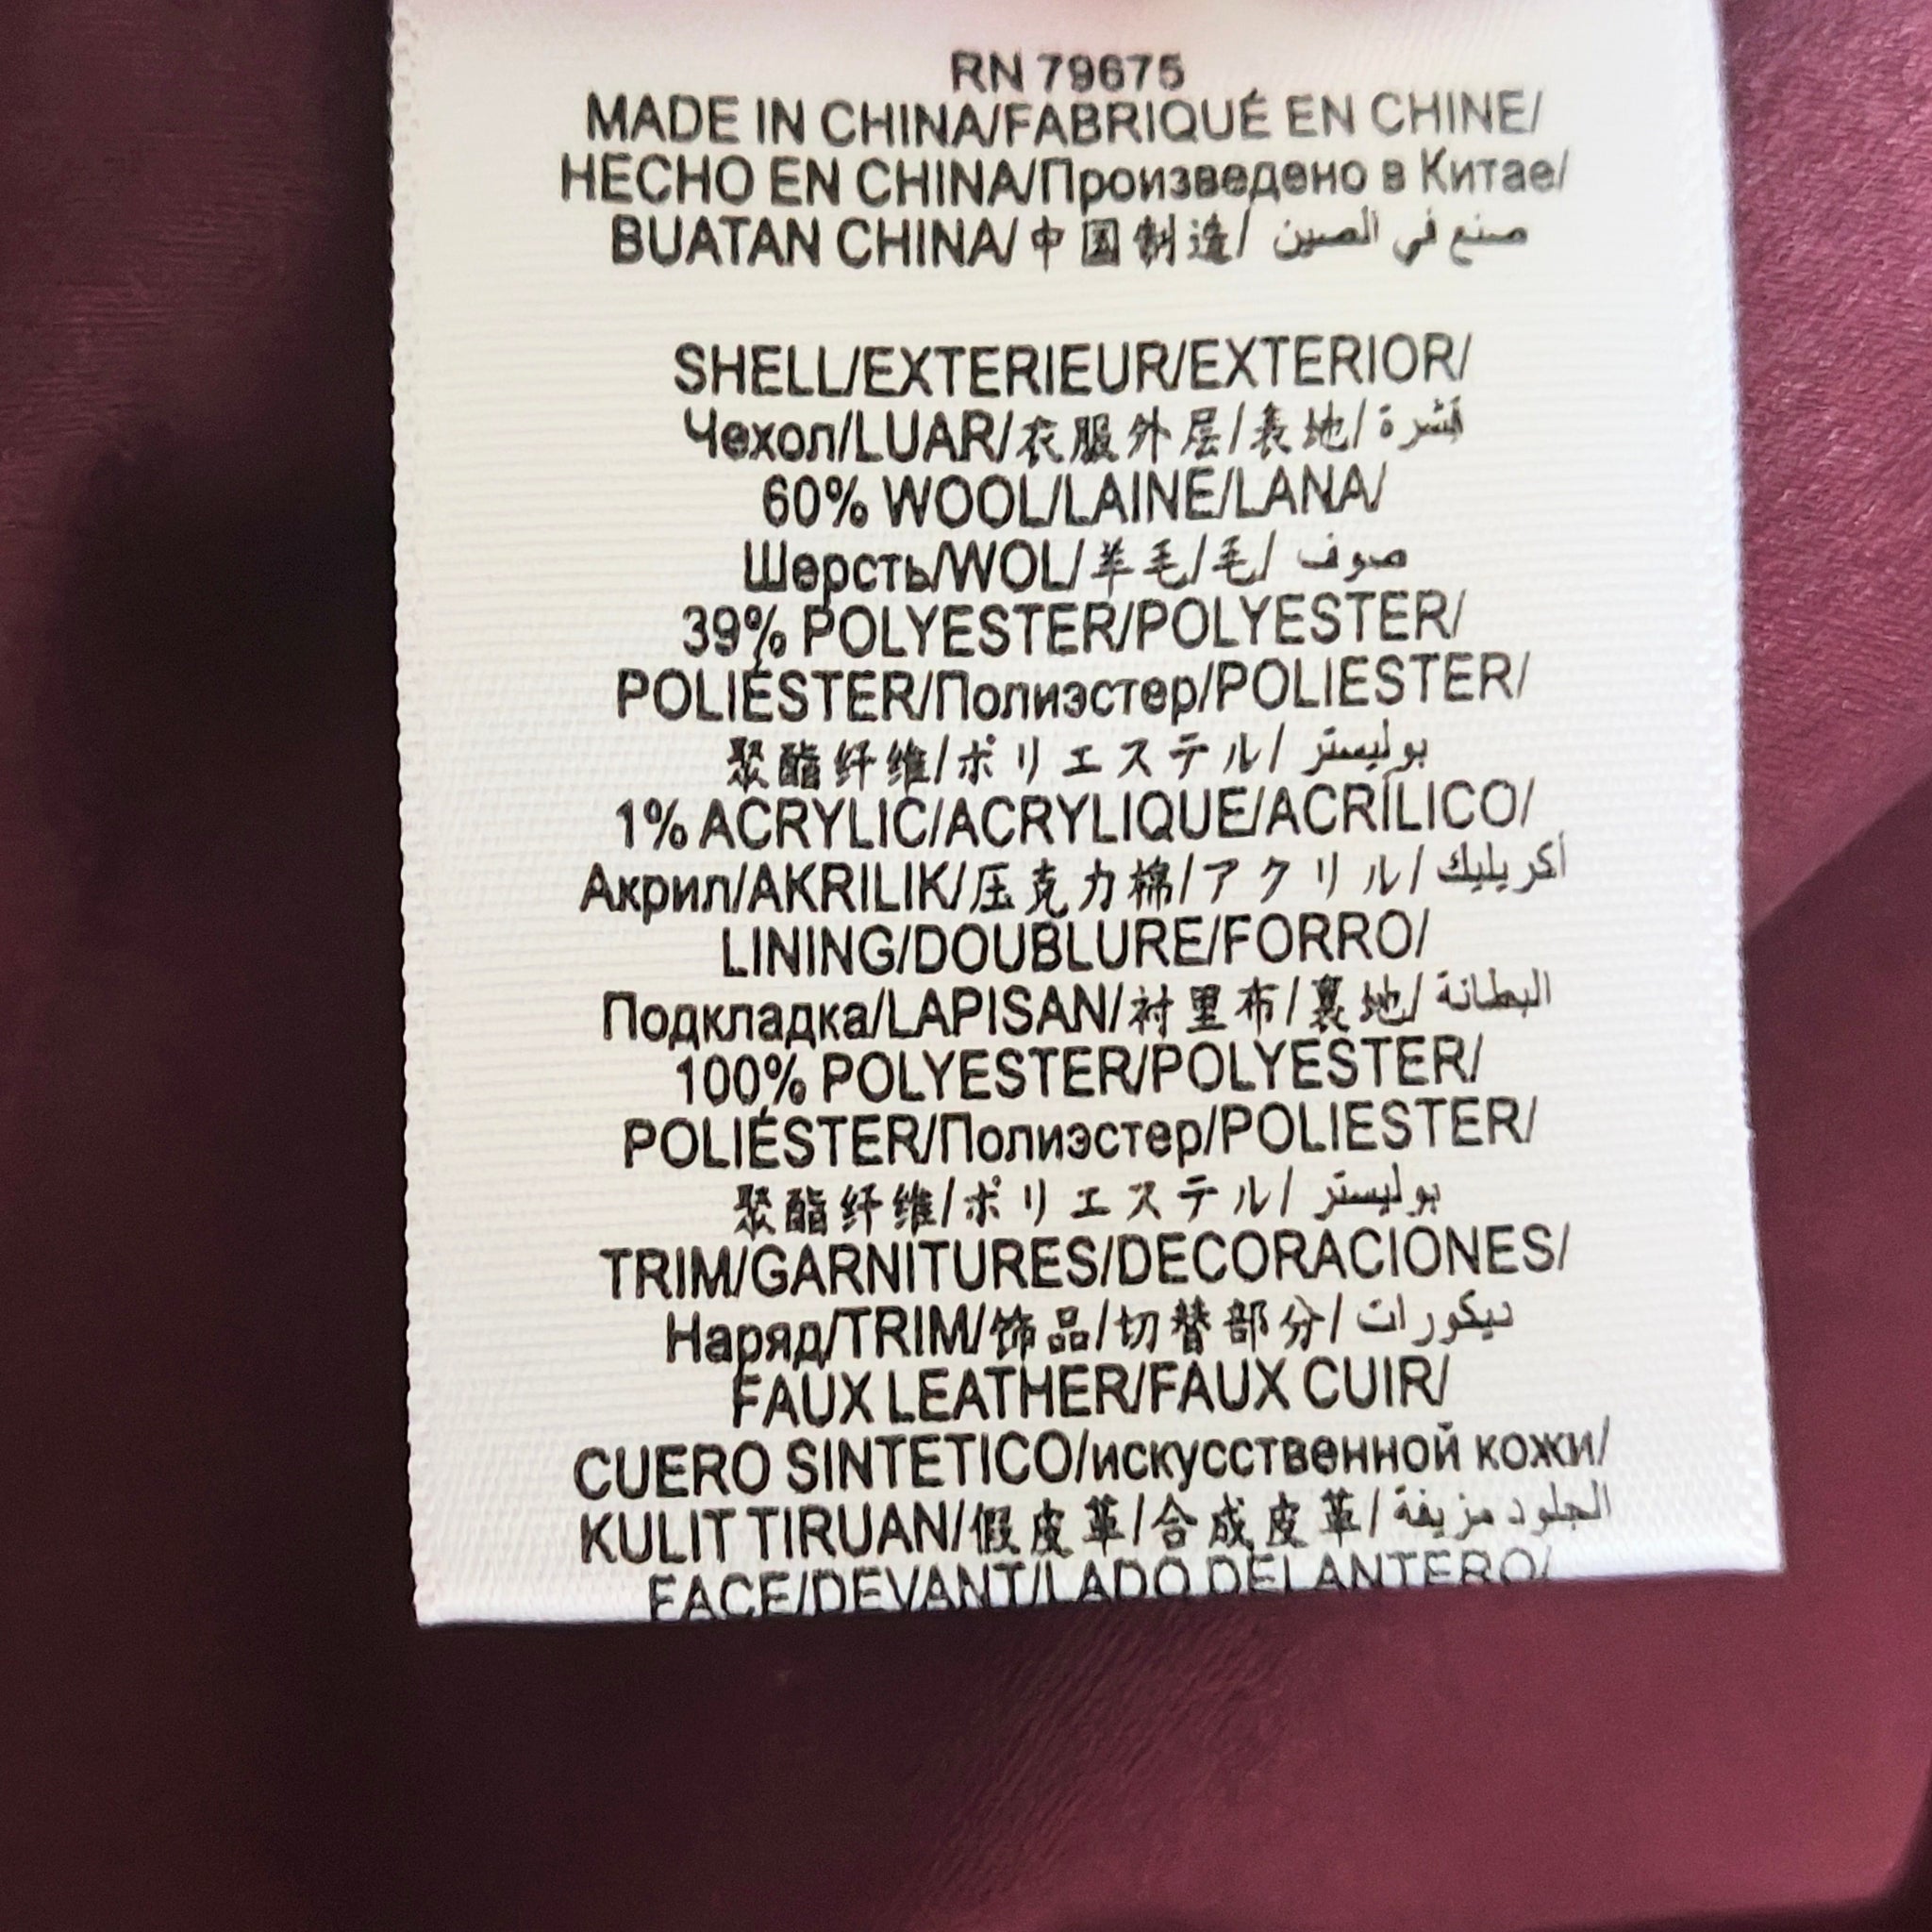 RN 79675
MADE IN CHINA/FABRIQUÉ EN CHINE/
HECHO EN CHINA/Произведено в Китае/
BUATAN CHINA/中国制造/ صنع في الصين
SHELL/EXTERIEUR/EXTERIOR/
Чехол/LUAR/衣服外层/表地/ قشرة
60% WOOL/LAINE/LANA/
Шерсть/WOL/羊毛/毛/ صوف
39% POLYESTER/POLYESTER/
POLIÉSTER/Полиэстер/POLIESTER/
聚酯纤维/ポリエステル/ بوليستر
1% ACRYLIC/ACRYLIQUE/ACRÍLICO/
Акрил/AKRILIK/压克力棉/アクリル/ أكريليك
LINING/DOUBLURE/FORRO/
Подкладка/LAPISAN/衬里布/裏地/ البطانة
100% POLYESTER/POLYESTER/
POLIÉSTER/Полиэстер/POLIESTER/
聚酯纤维/ポリエステル/ بوليستر
TRIM/GARNITURES/DECORACIONES/
Наряд/TRIM/饰品/切替部分/ ديكورات
FAUX LEATHER/FAUX CUIR/
CUERO SINTETICO/искусственной кожи/
KULIT TIRUAN/假皮革/合成皮革/ الجلود مزيفة
FACE/DEVANT/LADO DELANTERO/